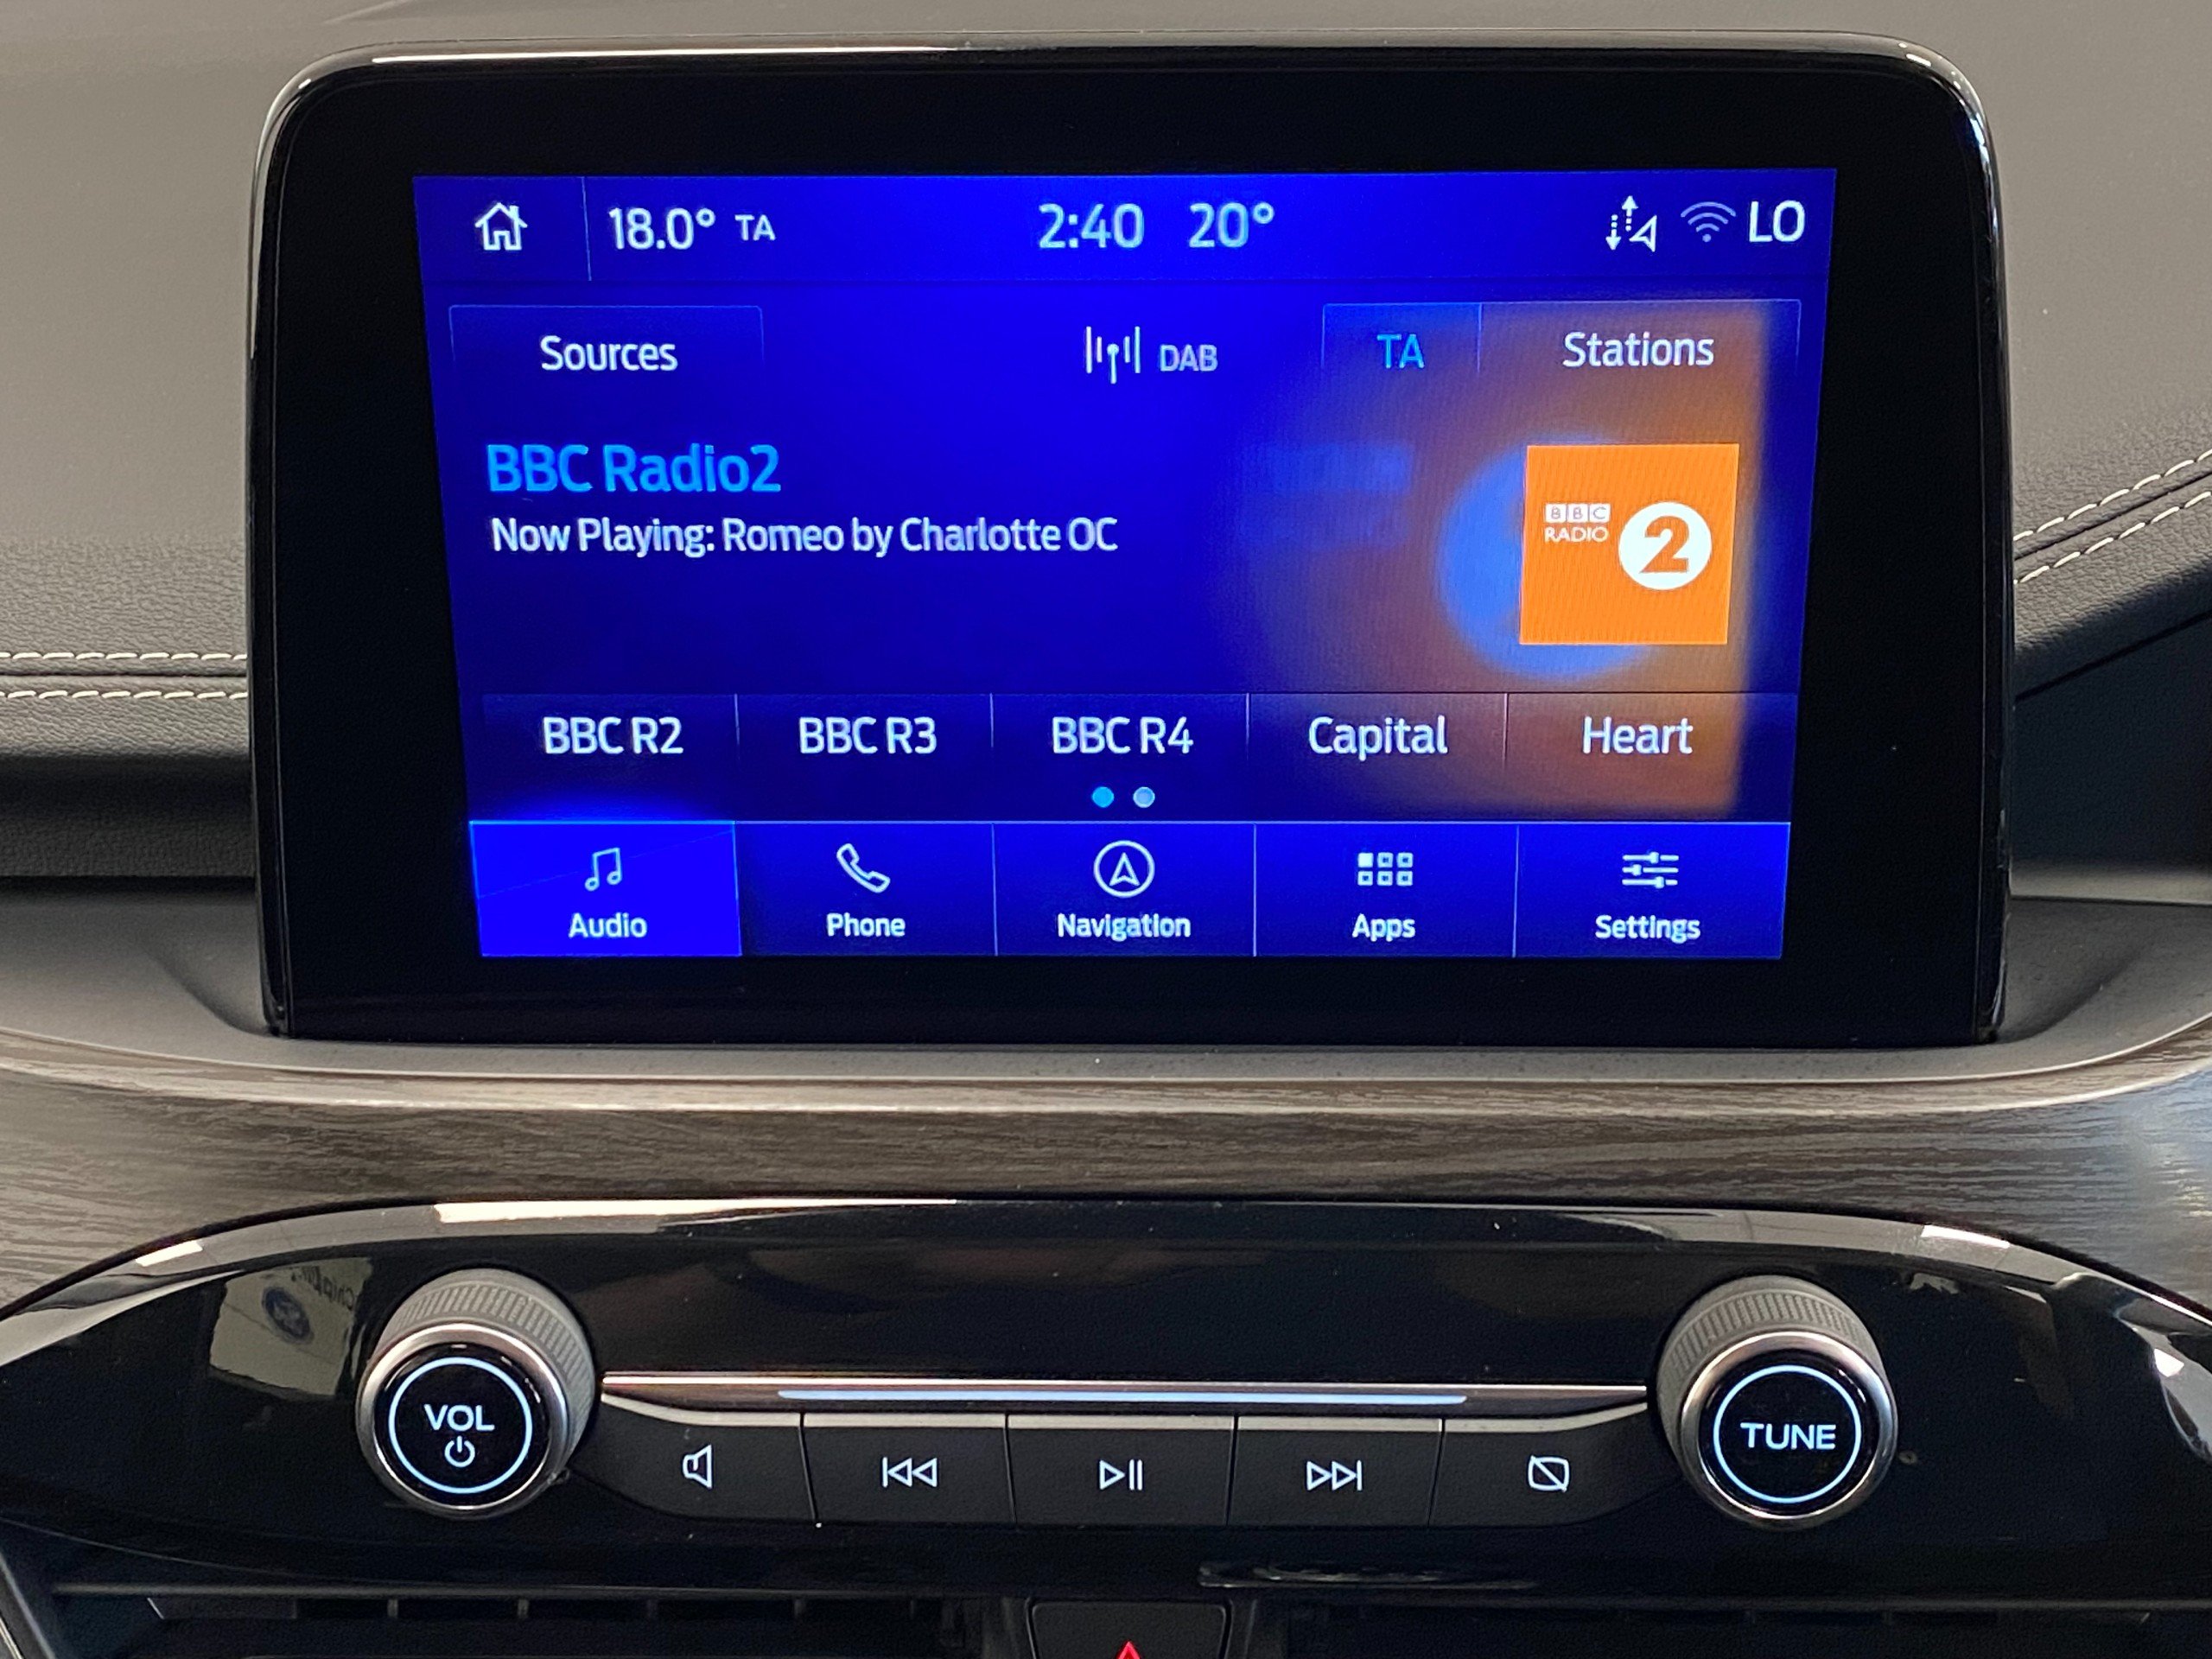 18.0° TA 2:40 20° LO
Sources DAB TA Stations
BBC Radio2
Now Playing: Romeo by Charlotte OC
BBC
RADIO 2
BBC R2 BBC R3 BBC R4 Capital Heart
Audio Phone Navigation Apps Settings
VOL TUNE